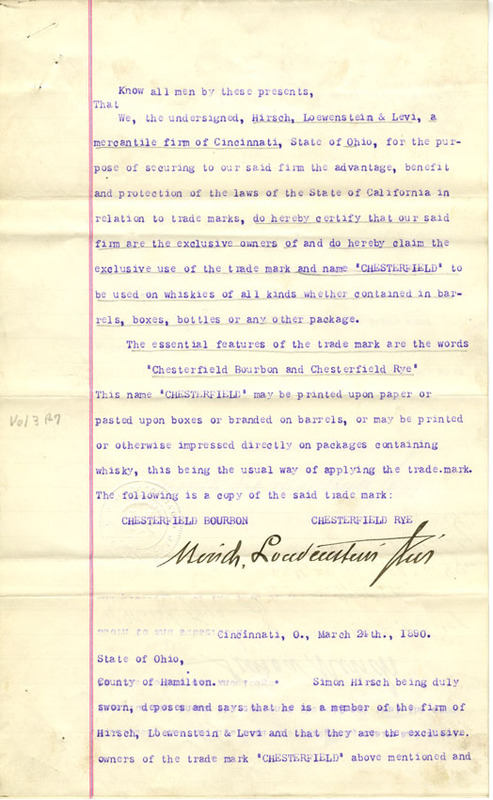 Know all men by these presents,
That
We, the undersigned, Hirsch, Loewenstein & Levi, a
mercantile firm of Cincinnati, State of Ohio, for the pur-
pose of securing to our said firm the advantage, benefit
and protection of the laws of the State of California in
relation to trade marks, do hereby certify that our said
firm are the exclusive owners of and do hereby claim the
exclusive use of the trade mark and name "CHESTERFIELD" to
be used on whiskies of all kinds whether contained in bar-
rels, boxes, bottles or any other package.
The essential features of the trade mark are the words
"Chesterfield Bourbon and Chesterfield Rye"
This name "CHESTERFIELD" may be printed upon paper or
pasted upon boxes or branded on barrels, or may be printed
or otherwise impressed directly on packages containing
whisky, this being the usual way of applying the trade.mark.
The following is a copy of the said trade mark:
CHESTERFIELD BOURBON CHESTERFIELD RYE
Hirsch, Loewenstein & Levi
Cincinnati, O., March 24th., 1890.
State of Ohio,
County of Hamilton. Simon Hirsch being duly
sworn, deposes and says that he is a member of the firm of
Hirsch, Loewenstein & Levi and that they are the exclusive.
owners of the trade mark "CHESTERFIELD" above mentioned and
Vol 3